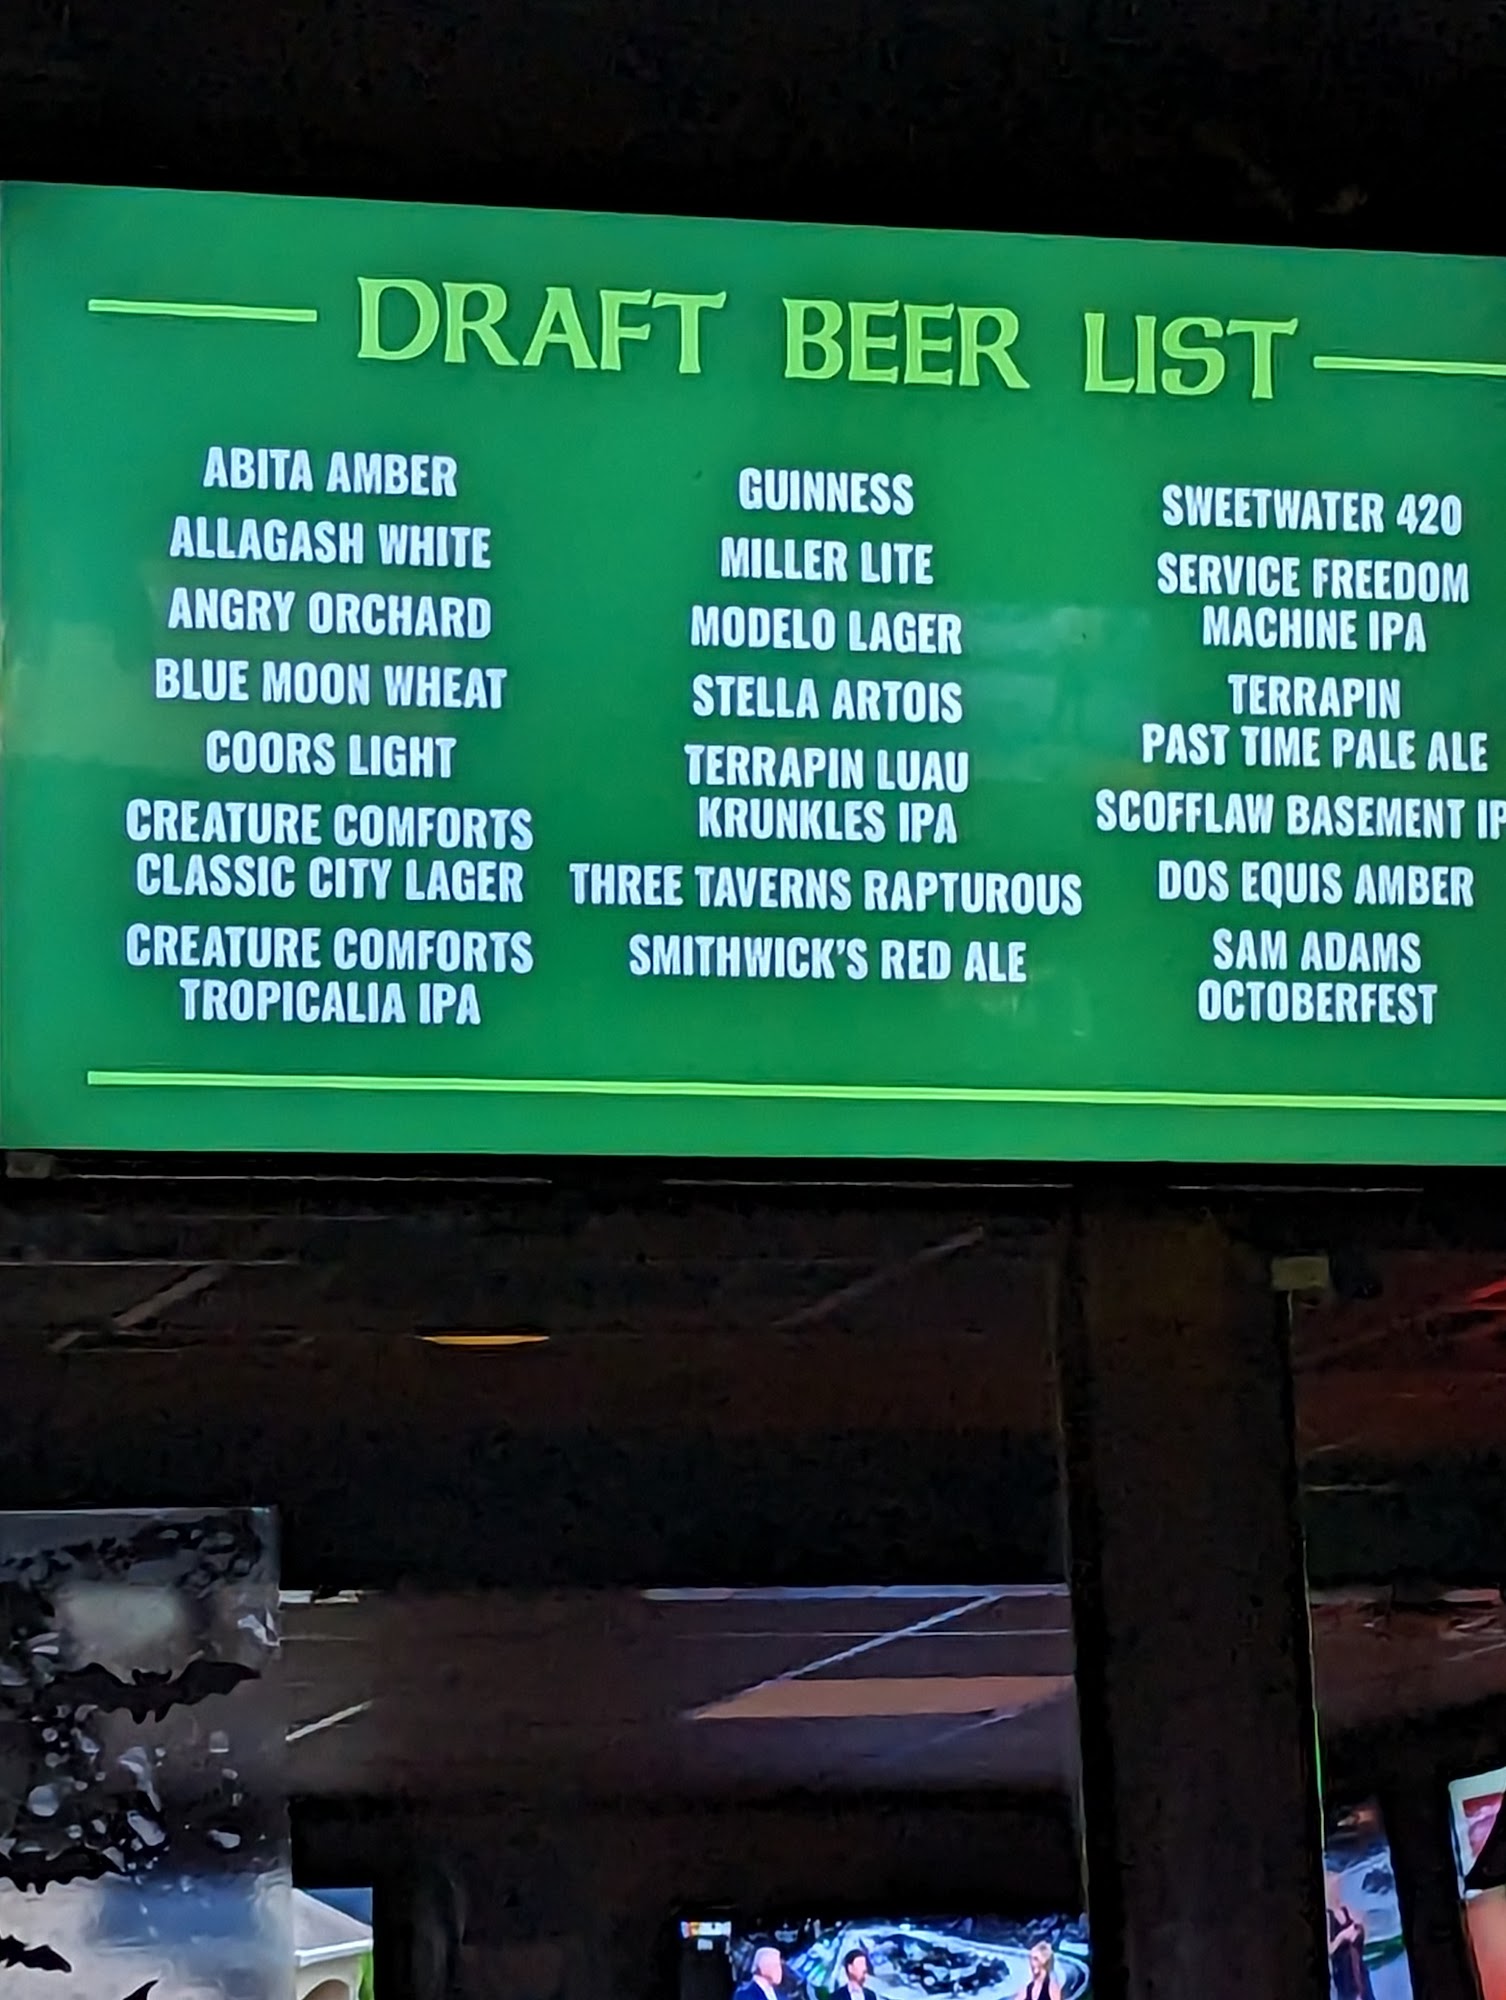 DRAFT BEER LIST
ABITA AMBER
ALLAGASH WHITE
ANGRY ORCHARD
BLUE MOON WHEAT
COORS LIGHT
CREATURE COMFORTS
CLASSIC CITY LAGER
CREATURE COMFORTS
TROPICALIA IPA
GUINNESS
MILLER LITE
MODELO LAGER
STELLA ARTOIS
TERRAPIN LUAU
KRUNKLES IPA
THREE TAVERNS RAPTUROUS
SMITHWICK'S RED ALE
SWEETWATER 420
SERVICE FREEDOM
MACHINE IPA
TERRAPIN
PAST TIME PALE ALE
SCOFFLAW BASEMENT IP
DOS EQUIS AMBER
SAM ADAMS
OCTOBERFEST